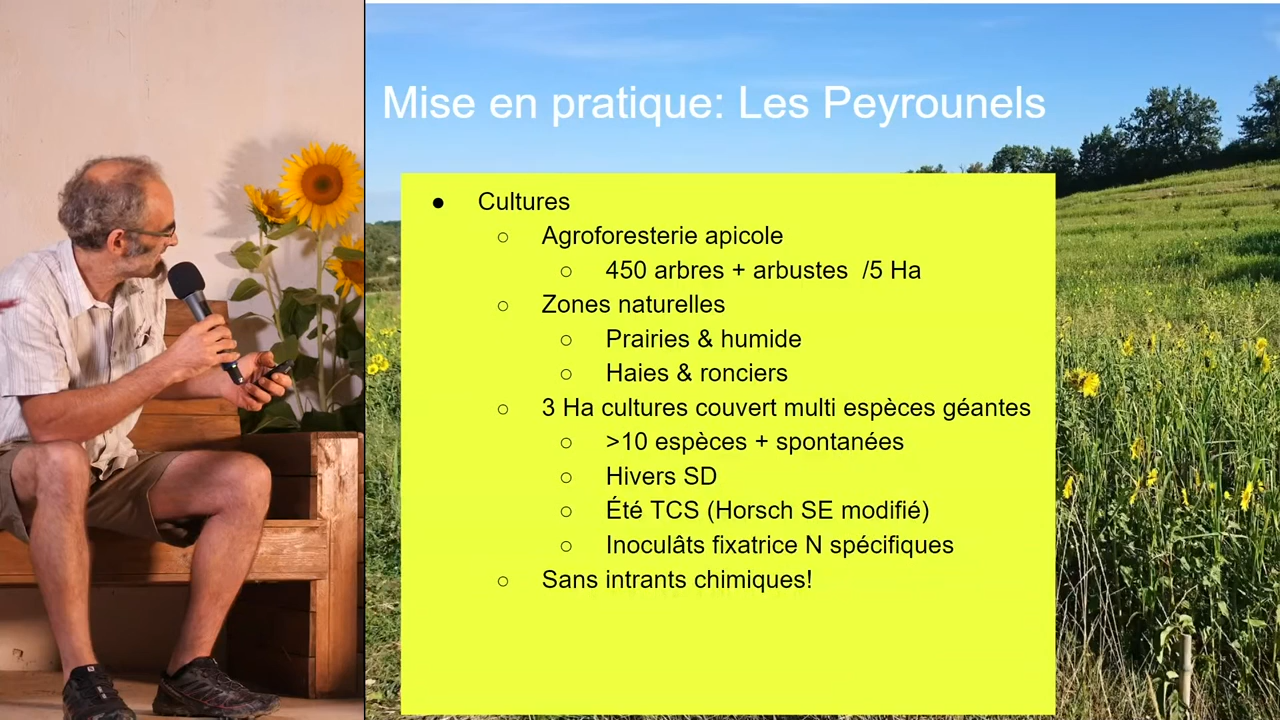 Mise en pratique: Les Peyrounels
● Cultures
○ Agroforesterie apicole
○ 450 arbres + arbustes /5 Ha
○ Zones naturelles
○ Prairies & humide
○ Haies & ronciers
○ 3 Ha cultures couvert multi espèces géantes
○ >10 espèces + spontanées
○ Hivers SD
○ Été TCS (Horsch SE modifié)
○ Inoculâts fixatrice N spécifiques
○ Sans intrants chimiques!